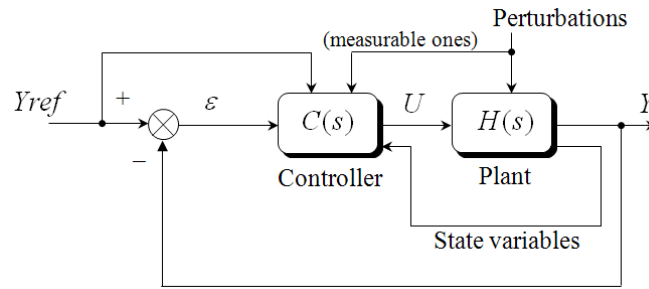 Perturbations
(measurable ones)
Yref
+
ε
C(s)
U
H(s)
Y
−
Controller
Plant
State variables